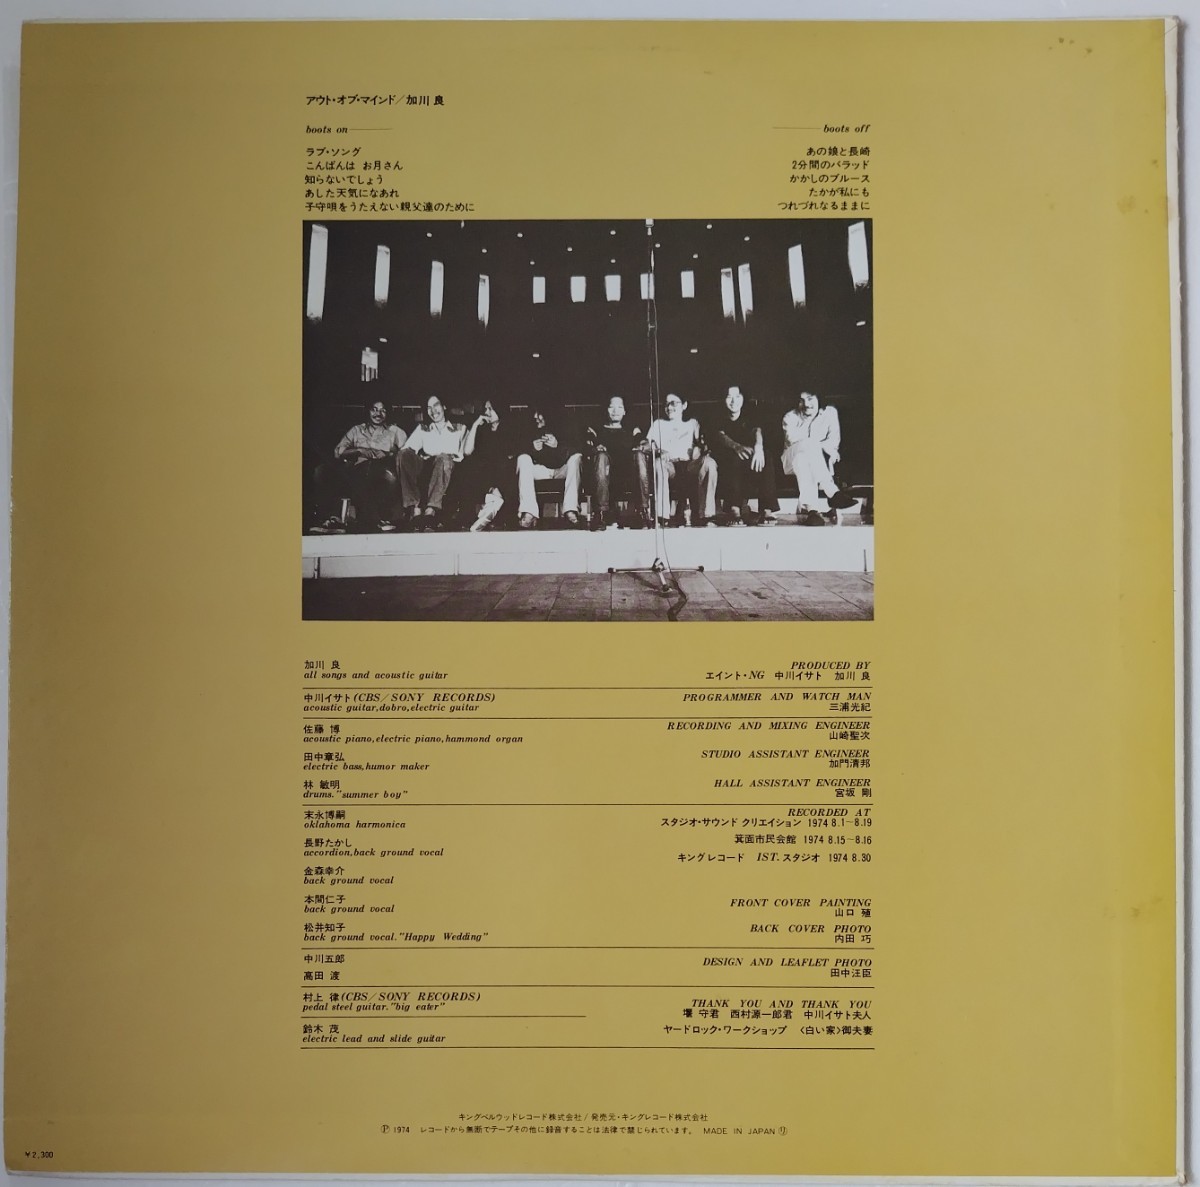 アウト・オブ・マインド／加川 良
boots on
ラブ・ソング
こんばんは お月さん
知らないでしょう
あした天気になあれ
子守唄をうたえない親父達のために
boots off
あの娘と長崎
2分間のバラッド
かかしのブルース
たかが私にも
つれづれなるままに
加川 良
all songs and acoustic guitar
中川イサト(CBS/SONY RECORDS)
acoustic guitar,dobro,electric guitar
佐藤 博
acoustic piano,electric piano,hammond organ
田中章弘
electric bass,humor maker
林 敏明
drums."summer boy"
末永博嗣
oklahoma harmonica
長野たかし
accordion,back ground vocal
金森幸介
back ground vocal
本間仁子
back ground vocal
松井知子
back ground vocal."Happy Wedding"
中川五郎
高田 渡
村上 律(CBS/SONY RECORDS)
pedal steel guitar."big eater"
鈴木 茂
electric lead and slide guitar
PRODUCED BY
エイント・NG 中川イサト 加川 良
PROGRAMMER AND WATCH MAN
三浦光紀
RECORDING AND MIXING ENGINEER
山崎聖次
STUDIO ASSISTANT ENGINEER
加門清邦
HALL ASSISTANT ENGINEER
宮坂 剛
RECORDED AT
スタジオ・サウンド クリエイション 1974 8.1〜8.19
箕面市民会館 1974 8.15〜8.16
キングレコード 1ST.スタジオ 1974 8.30
FRONT COVER PAINTING
山口
BACK COVER PHOTO
内田 巧
DESIGN AND LEAFLET PHOTO
田中汪臣
THANK YOU AND THANK YOU
守君 西村源一郎君 中川イサト夫人
ヤードロック・ワークショップ 〈白い家〉御夫妻
キングベルウッドレコード株式会社/発売元・キングレコード株式会社
Ⓟ1974 レコードから無断でテープその他に録音することは法律で禁じられています。 MADE IN JAPAN Ⓡ
¥2,300